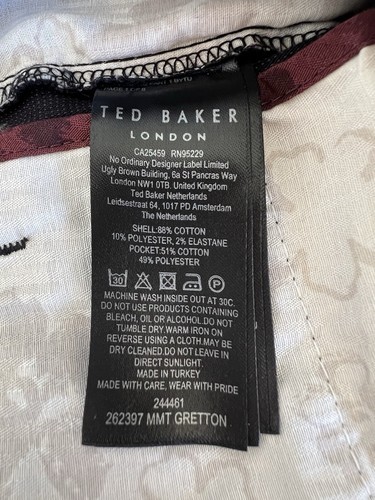 TED BAKER
LONDON
CA25459 RN95229
No Ordinary Designer Label Limited
Ugly Brown Building, 6a St Pancras Way
London NW1 0TB. United Kingdom
Ted Baker Netherlands
Leidsestraat 64, 1017 PD Amsterdam
The Netherlands
SHELL:88% COTTON
10% POLYESTER, 2% ELASTANE
POCKET:51% COTTON
49% POLYESTER
30 P
MACHINE WASH INSIDE OUT AT 30C.
DO NOT USE PRODUCTS CONTAINING
BLEACH, OIL OR ALCOHOL.DO NOT
TUMBLE DRY.WARM IRON ON
REVERSE USING A CLOTH.MAY BE
DRY CLEANED.DO NOT LEAVE IN
DIRECT SUNLIGHT.
MADE IN TURKEY
MADE WITH CARE, WEAR WITH PRIDE
244461
262397 MMT GRETTON